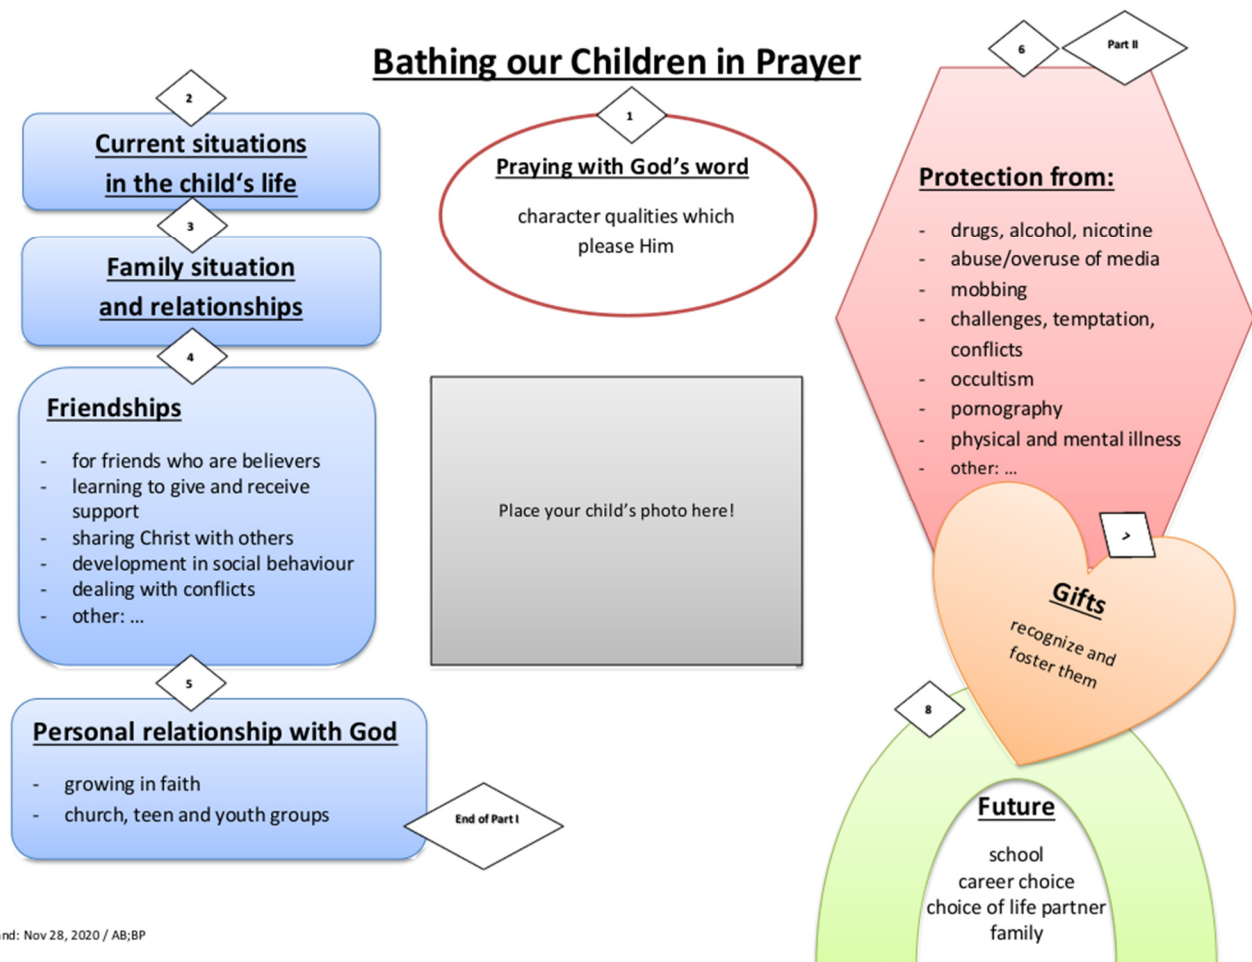 Bathing our Children in Prayer
1
Praying with God's word
character qualities which
please Him
2
Current situations
in the child's life
3
Family situation
and relationships
4
Friendships
- for friends who are believers
- learning to give and receive
support
- sharing Christ with others
- development in social behaviour
- dealing with conflicts
- other: ...
5
Personal relationship with God
- growing in faith
- church, teen and youth groups
End of Part I
Place your child's photo here!
6
Part II
Protection from:
- drugs, alcohol, nicotine
- abuse/overuse of media
- mobbing
- challenges, temptation,
conflicts
- occultism
- pornography
- physical and mental illness
- other: ...
7
Gifts
recognize and
foster them
8
Future
school
career choice
choice of life partner
family
nd: Nov 28, 2020 / AB;BP